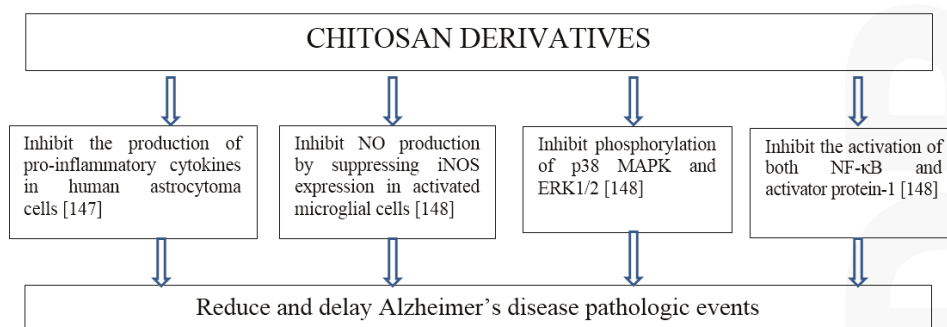 CHITOSAN DERIVATIVES
Inhibit the production of
pro-inflammatory cytokines
in human astrocytoma
cells [147]
Inhibit NO production
by suppressing iNOS
expression in activated
microglial cells [148]
Inhibit phosphorylation
of p38 MAPK and
ERK1/2 [148]
Inhibit the activation of
both NF-κB and
activator protein-1 [148]
Reduce and delay Alzheimer’s disease pathologic events